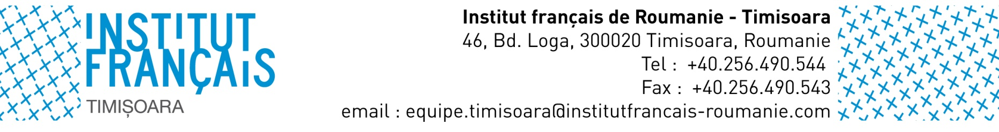 INSTITUT
FRANÇAIS
TIMIȘOARA
Institut français de Roumanie - Timisoara
46, Bd. Loga, 300020 Timisoara, Roumanie
Tel : +40.256.490.544
Fax : +40.256.490.543
email : equipe.timisoara@institutfrancais-roumanie.com